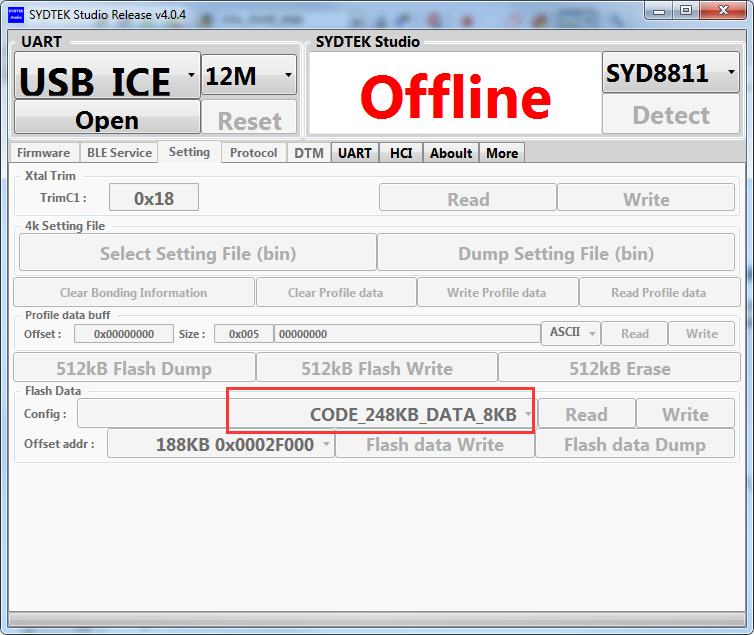 SYDTEK Studio Release v4.0.4
UART
SYDTEK Studio
USB ICE
12M
Offline
SYD8811
Open
Reset
Detect
Firmware BLE Service Setting Protocol DTM UART HCI Aboult More
Xtal Trim
TrimC1 : 0x18 Read Write
4k Setting File
Select Setting File (bin) Dump Setting File (bin)
Clear Bonding Information Clear Profile data Write Profile data Read Profile data
Profile data buff
Offset : 0x00000000 Size : 0x005 00000000 ASCII Read Write
512kB Flash Dump 512kB Flash Write 512kB Erase
Flash Data
Config : CODE_248KB_DATA_8KB Read Write
Offset addr : 188KB 0x0002F000 Flash data Write Flash data Dump